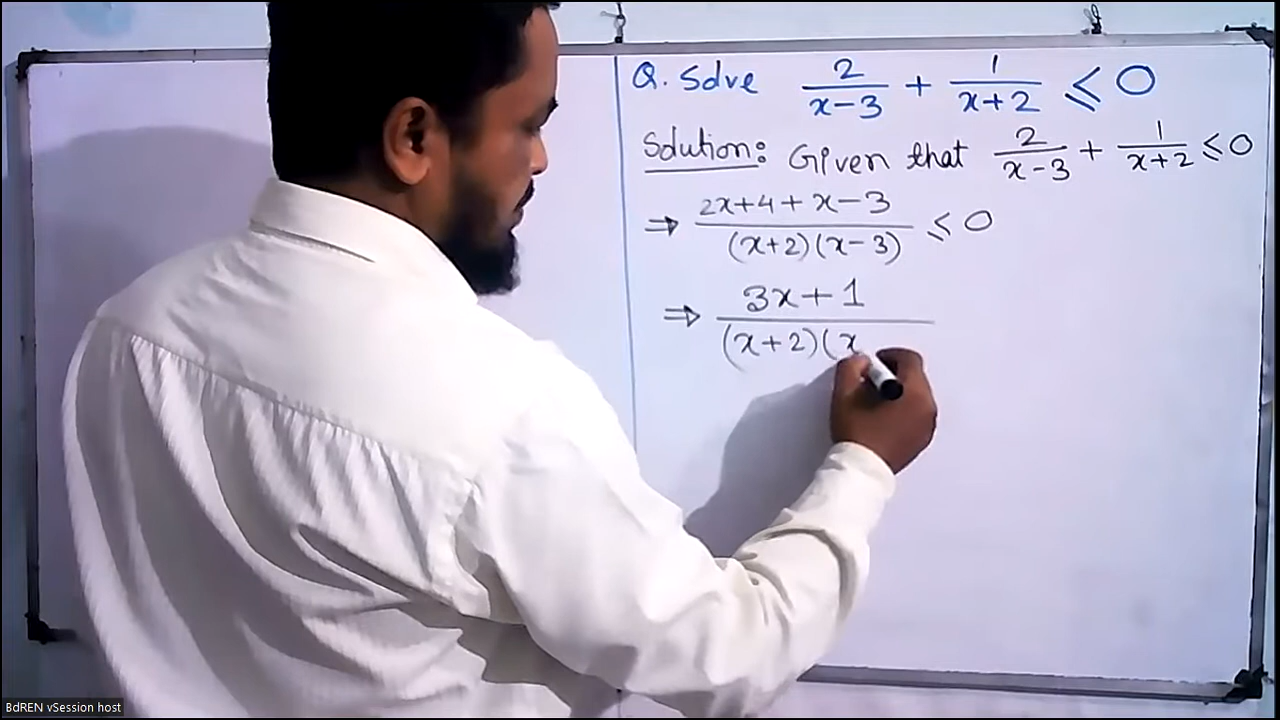 Q. Solve 2/(x-3) + 1/(x+2) ≤ 0
Solution: Given that 2/(x-3) + 1/(x+2) ≤ 0
⇒ (2x+4+x-3)/((x+2)(x-3)) ≤ 0
⇒ (3x+1)/((x+2)(x
BdREN vSession host